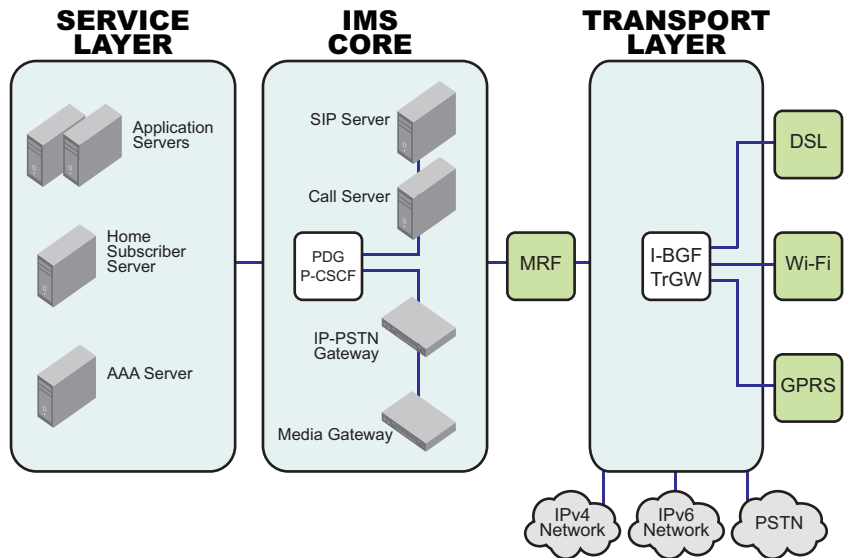 SERVICE
LAYER
IMS
CORE
TRANSPORT
LAYER
Application
Servers
Home
Subscriber
Server
AAA Server
SIP Server
Call Server
PDG
P-CSCF
IP-PSTN
Gateway
Media Gateway
MRF
I-BGF
TrGW
DSL
Wi-Fi
GPRS
IPv4
Network
IPv6
Network
PSTN